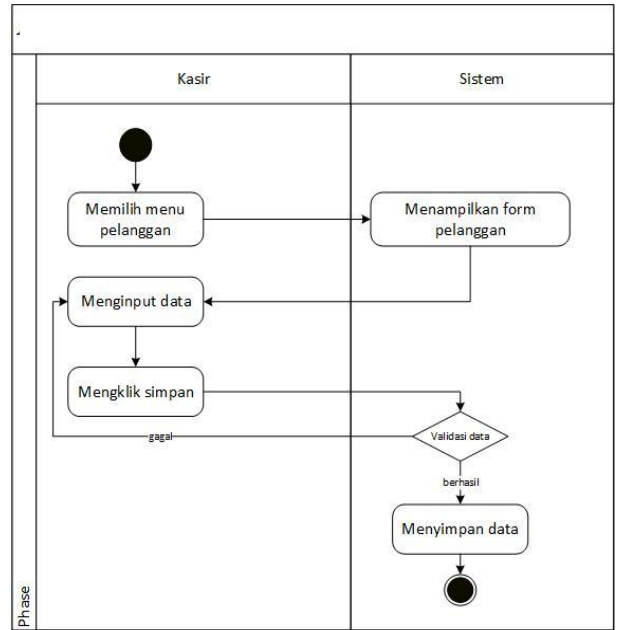 Kasir
Sistem
Memilih menu
pelanggan
Menampilkan form
pelanggan
Menginput data
Mengklik simpan
gagal
Validasi data
berhasil
Menyimpan data
Phase